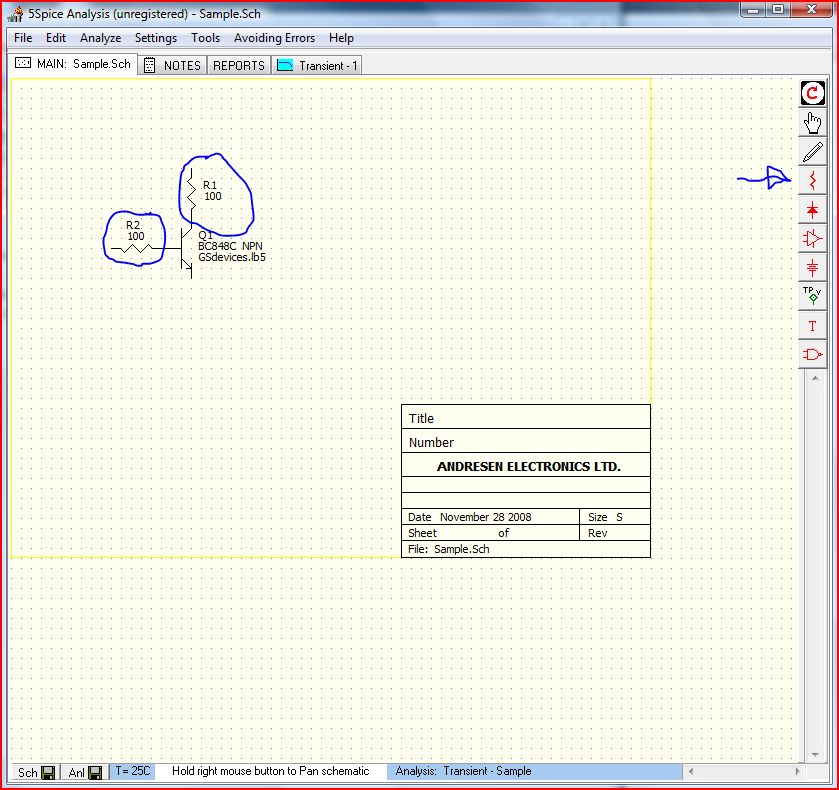 5Spice Analysis (unregistered) - Sample.Sch
File Edit Analyze Settings Tools Avoiding Errors Help
MAIN: Sample.Sch NOTES REPORTS Transient - 1
R1
100
R2
100
Q1
BC848C NPN
GSdevices.lb5
TP V
T
Title
Number
ANDRESEN ELECTRONICS LTD.
Date November 28 2008 Size S
Sheet of Rev
File: Sample.Sch
Sch Anl T= 25C Hold right mouse button to Pan schematic Analysis: Transient - Sample